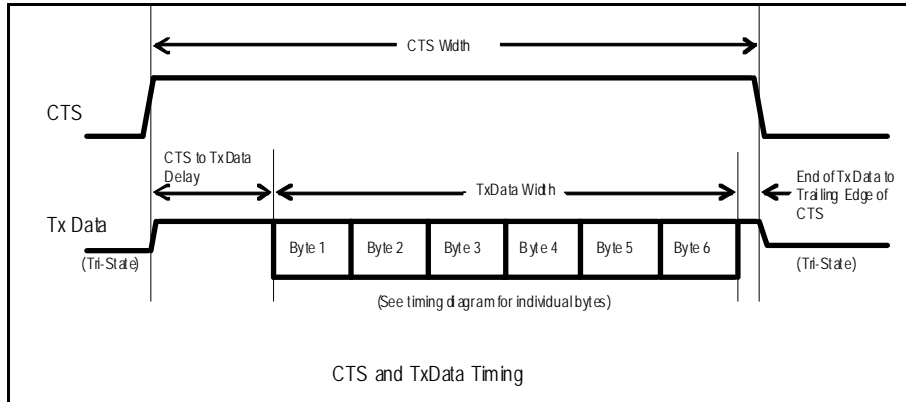 CTS Width
CTS
CTS to TxData
Delay
TxData Width
End of TxData to
Trailing Edge of
CTS
Tx Data
(Tri-State)
Byte 1
Byte 2
Byte 3
Byte 4
Byte 5
Byte 6
(Tri-State)
(See timing diagram for individual bytes)
CTS and TxData Timing